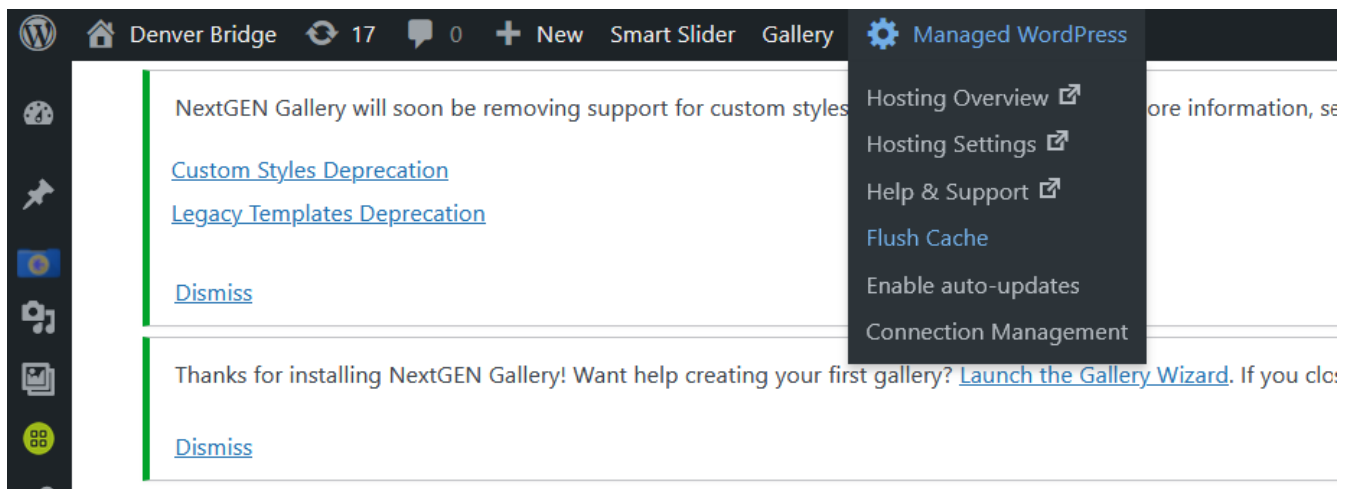 Denver Bridge 17 0 New Smart Slider Gallery Managed WordPress
Hosting Overview
Hosting Settings
Help & Support
Flush Cache
Enable auto-updates
Connection Management
NextGEN Gallery will soon be removing support for custom styles ore information,
Custom Styles Deprecation
Legacy Templates Deprecation
Dismiss
Thanks for installing NextGEN Gallery! Want help creating your first gallery? Launch the Gallery Wizard. If you
Dismiss